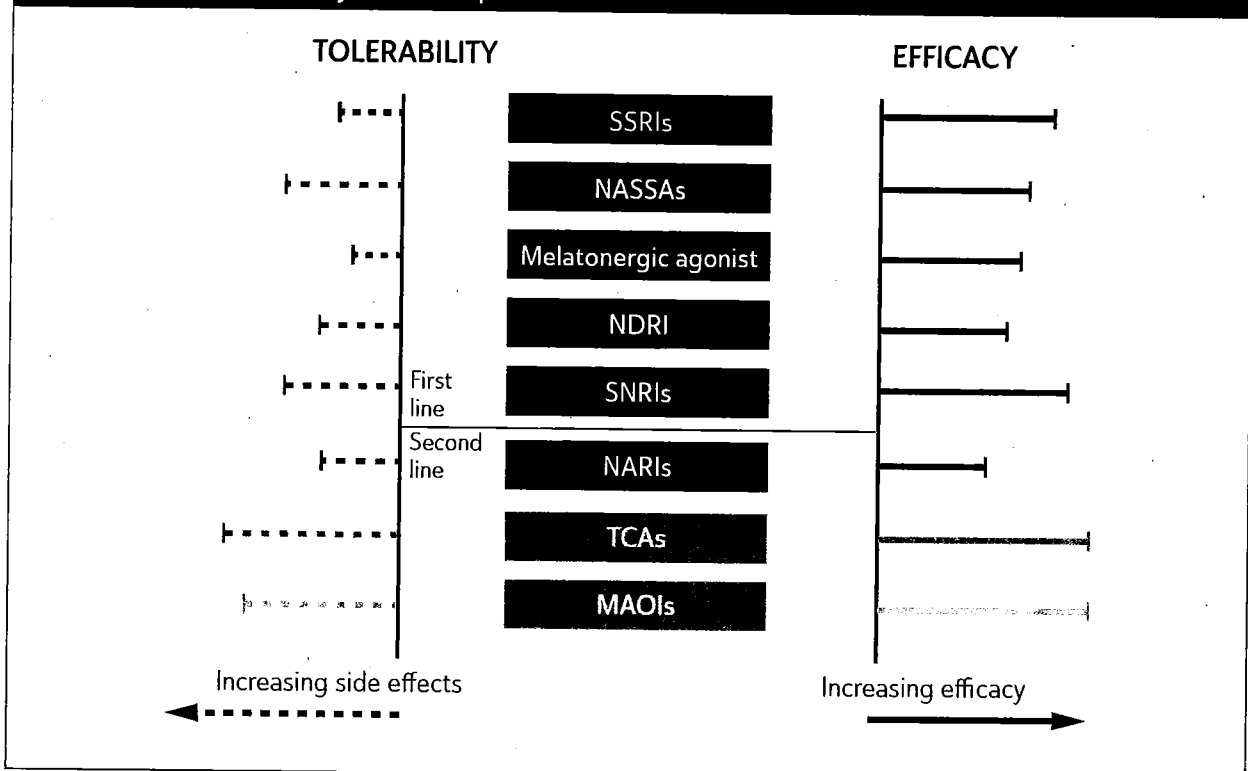 TOLERABILITY
EFFICACY
SSRIs
NASSAs
Melatonergic agonist
NDRI
First
line
SNRIs
Second
line
NARIs
TCAs
MAOIs
Increasing side effects
Increasing efficacy